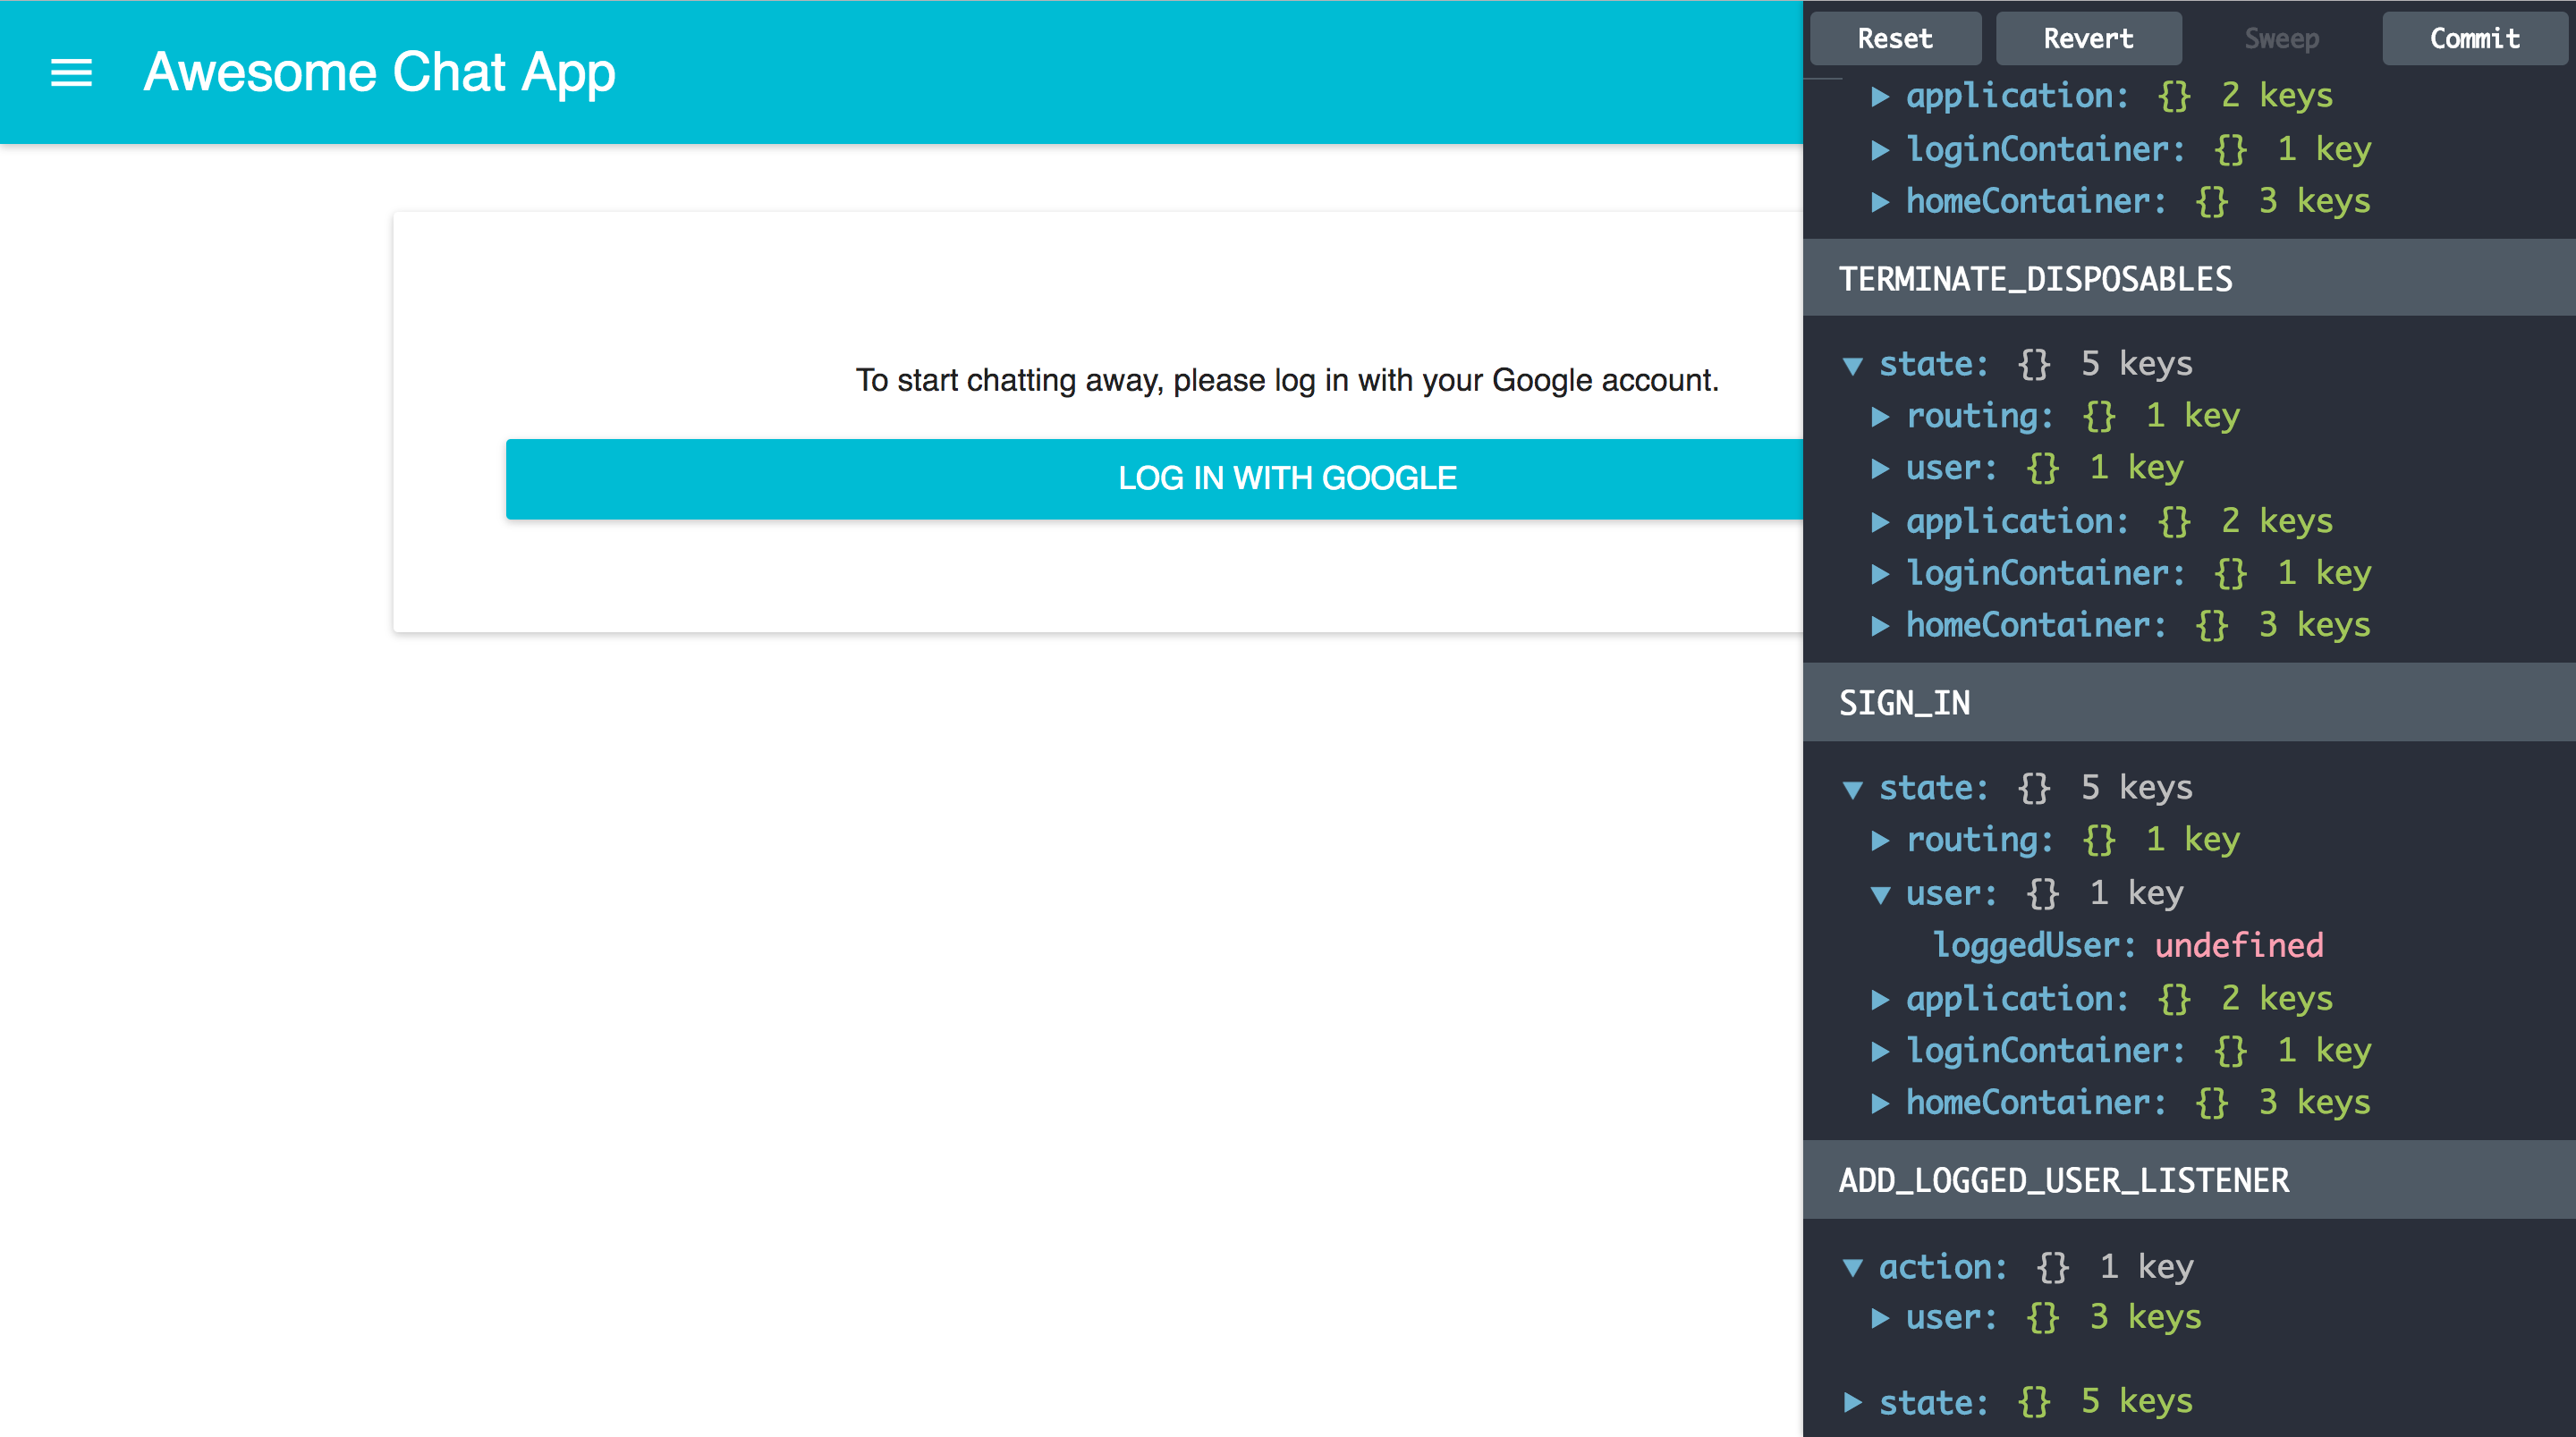 Awesome Chat App
To start chatting away, please log in with your Google account.
LOG IN WITH GOOGLE
Reset Revert Sweep Commit
application: {} 2 keys
loginContainer: {} 1 key
homeContainer: {} 3 keys
TERMINATE_DISPOSABLES
state: {} 5 keys
routing: {} 1 key
user: {} 1 key
application: {} 2 keys
loginContainer: {} 1 key
homeContainer: {} 3 keys
SIGN_IN
state: {} 5 keys
routing: {} 1 key
user: {} 1 key
loggedUser: undefined
application: {} 2 keys
loginContainer: {} 1 key
homeContainer: {} 3 keys
ADD_LOGGED_USER_LISTENER
action: {} 1 key
user: {} 3 keys
state: {} 5 keys